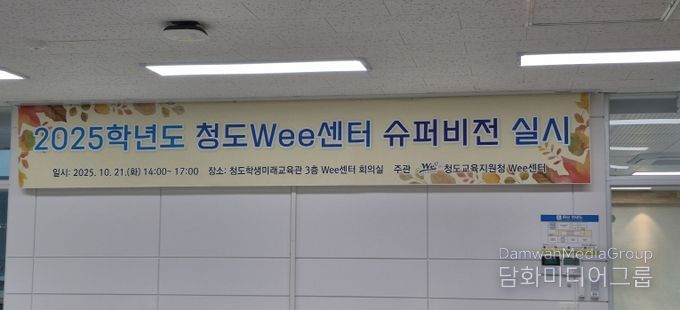 2025학년도 청도Wee센터 슈퍼비전 실시
일시: 2025. 10. 21.(화) 14:00~ 17:00 장소: 청도학생미래교육관 3층 Wee센터 회의실 주관 Wee 청도교육지원청 Wee센터
DamwhanMediaGroup
담화미디어그룹